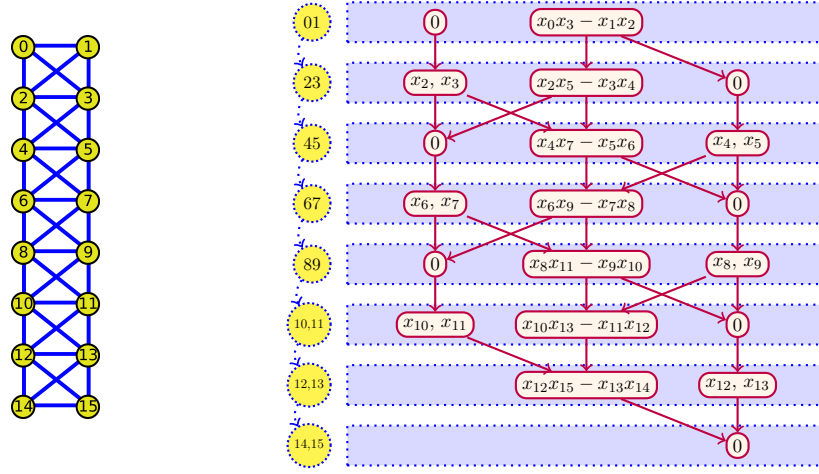 0 1
2 3
4 5
6 7
8 9
10 11
12 13
14 15
01 0 x₀x₃ − x₁x₂
23 x₂, x₃ x₂x₅ − x₃x₄ 0
45 0 x₄x₇ − x₅x₆ x₄, x₅
67 x₆, x₇ x₆x₉ − x₇x₈ 0
89 0 x₈x₁₁ − x₉x₁₀ x₈, x₉
10,11 x₁₀, x₁₁ x₁₀x₁₃ − x₁₁x₁₂ 0
12,13 x₁₂x₁₅ − x₁₃x₁₄ x₁₂, x₁₃
14,15 0